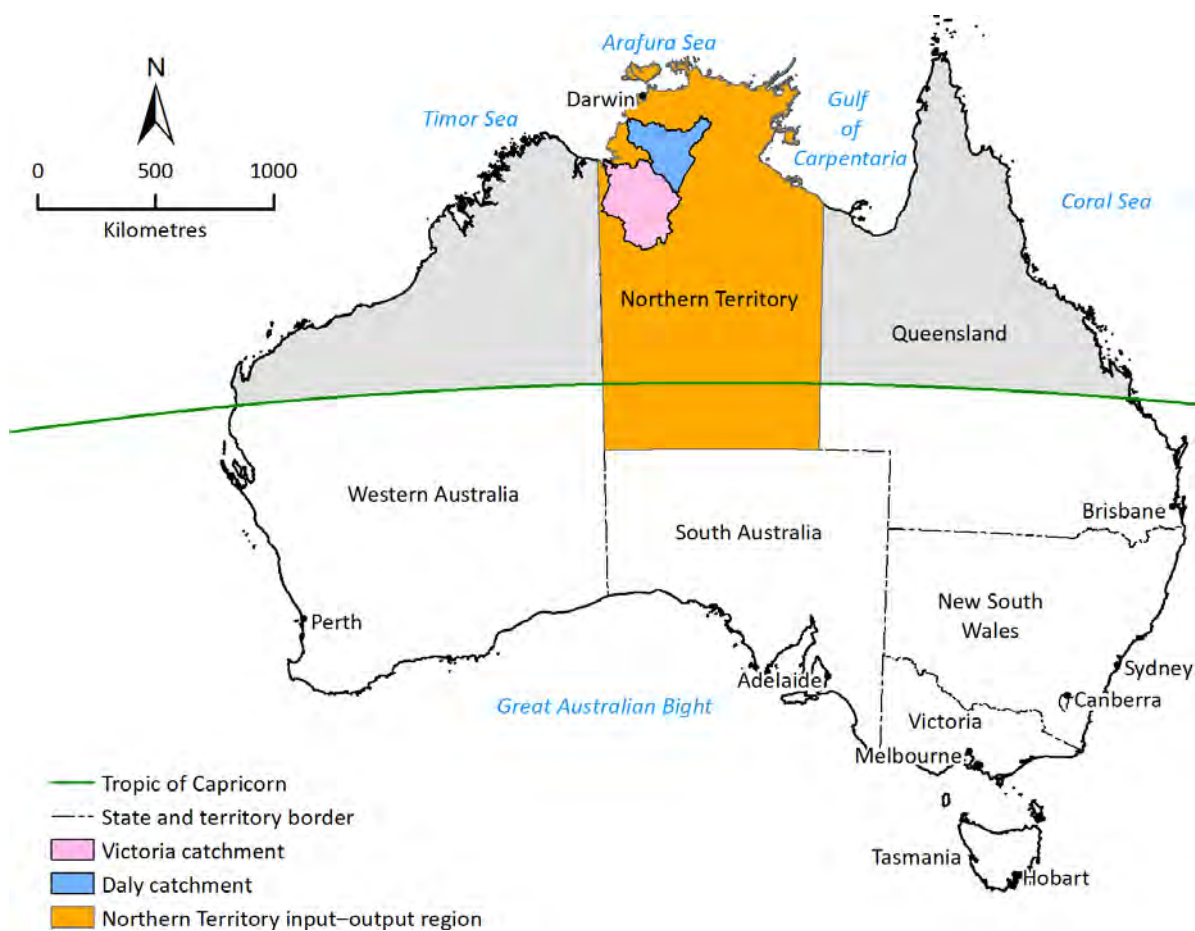 Arafura Sea
N
Darwin
Timor Sea
Gulf
of
Carpentaria
0 500 1000
Kilometres
Coral Sea
Northern Territory
Queensland
Western Australia
South Australia
Brisbane
New South
Wales
Perth
Adelaide
Sydney
Great Australian Bight
Canberra
Victoria
Melbourne
Tropic of Capricorn
State and territory border
Victoria catchment
Tasmania
Daly catchment
Hobart
Northern Territory input–output region